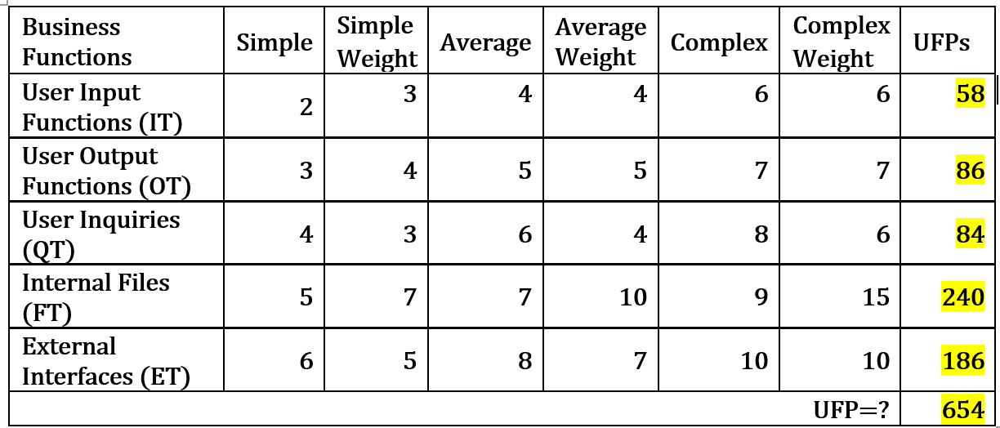 Business Functions Simple Simple Weight Average Average Weight Complex Complex Weight UFPs
User Input Functions (IT) 2 3 4 4 6 6 58
User Output Functions (OT) 3 4 5 5 7 7 86
User Inquiries (QT) 4 3 6 4 8 6 84
Internal Files (FT) 5 7 7 10 9 15 240
External Interfaces (ET) 6 5 8 7 10 10 186
UFP=? 654